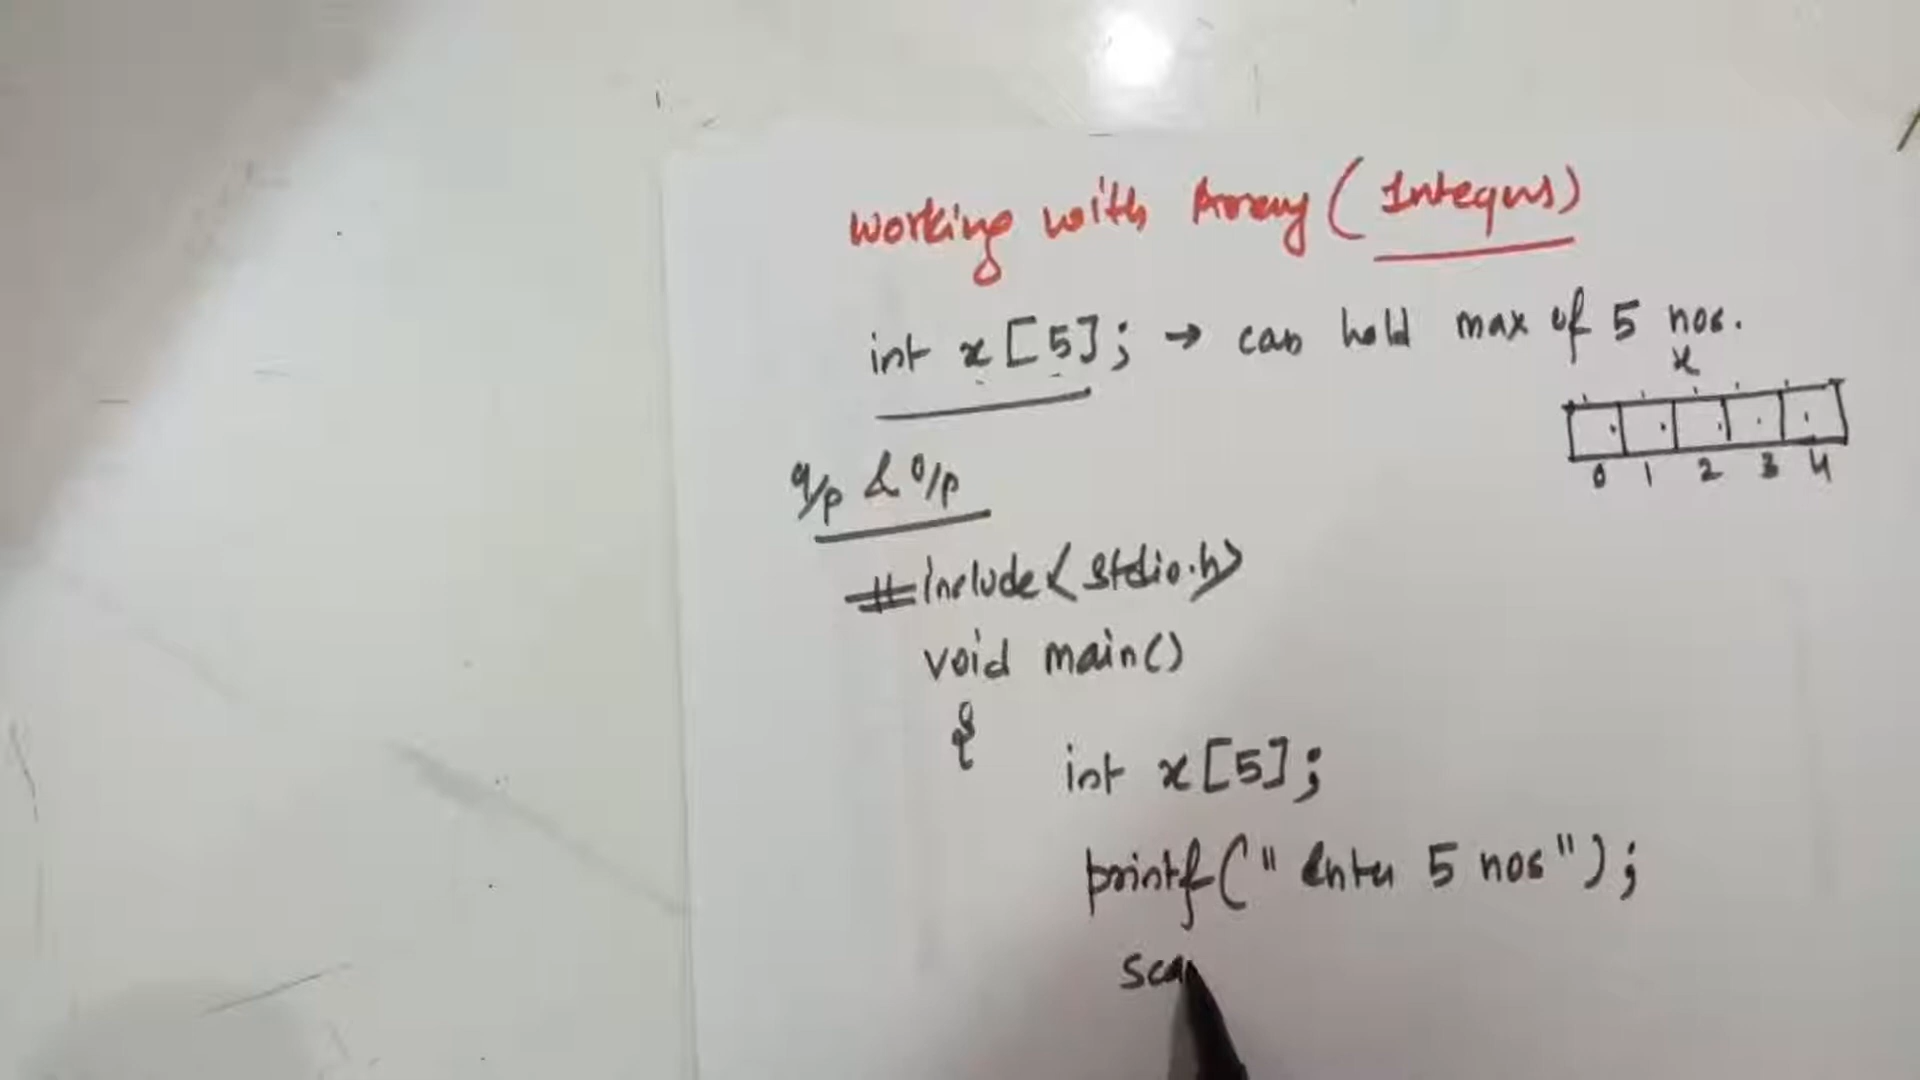 Working with Array (Integers)
int x[5]; → can hold max of 5 nos.
x
0 1 2 3 4
I/p & O/p
#include<stdio.h>
void main()
{
int x[5];
printf("Enter 5 nos");
sca